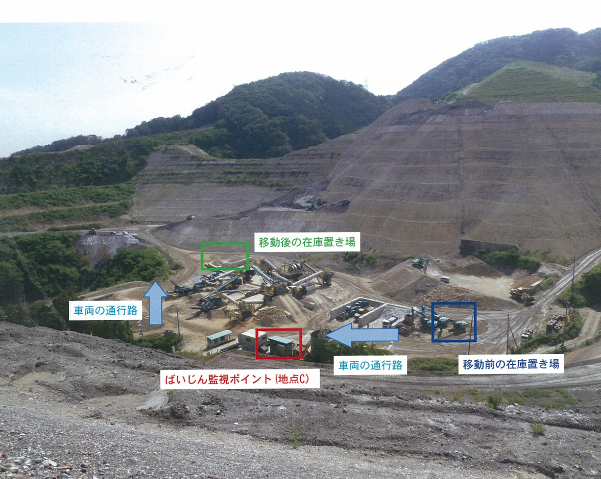 移動後の在庫置き場
車両の通行路
車両の通行路
移動前の在庫置き場
ばいじん監視ポイント(地点C)